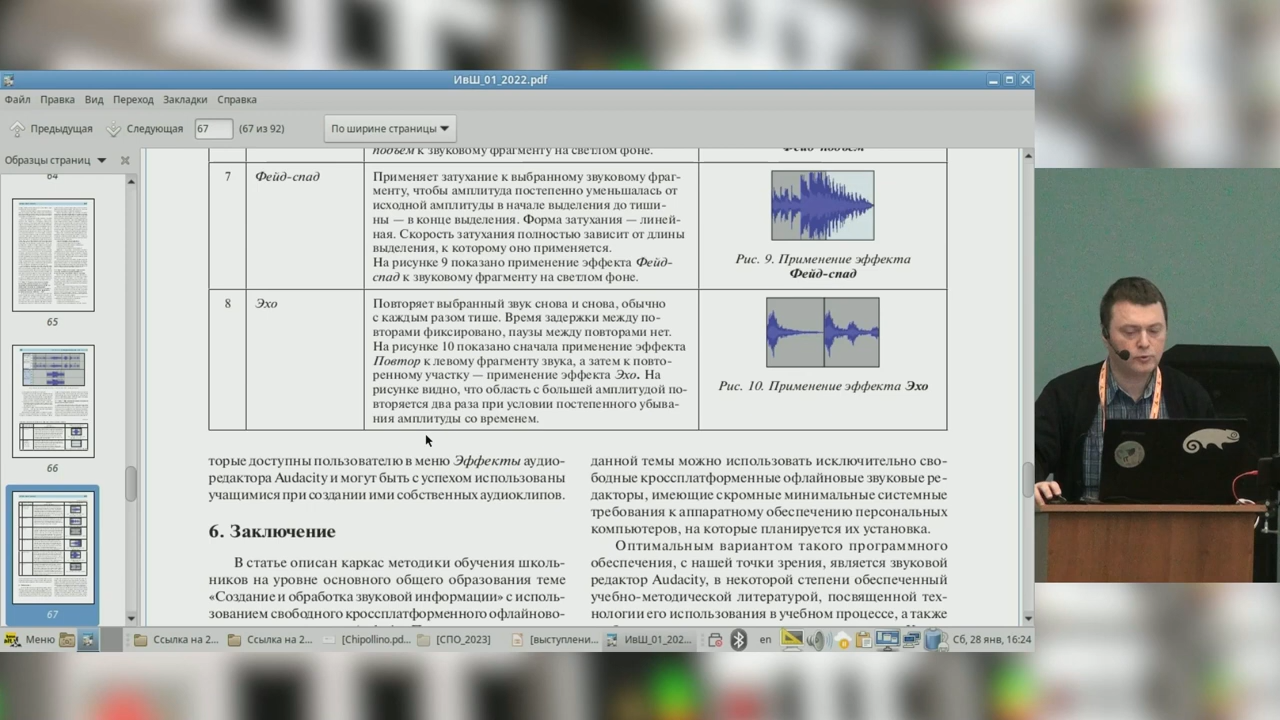 ИвШ_01_2022.pdf
Файл Правка Вид Переход Закладки Справка
Предыдущая Следующая 67 (67 из 92) По ширине страницы
Образцы страниц
64
65
66
67
подъем к звуковому фрагменту на светлом фоне.
Фейд-подъем
7 Фейд-спад
Применяет затухание к выбранному звуковому фраг-
менту, чтобы амплитуда постепенно уменьшалась от
исходной амплитуды в начале выделения до тиши-
ны — в конце выделения. Форма затухания — линей-
ная. Скорость затухания полностью зависит от длины
выделения, к которому оно применяется.
На рисунке 9 показано применение эффекта Фейд-
спад к звуковому фрагменту на светлом фоне.
Рис. 9. Применение эффекта
Фейд-спад
8 Эхо
Повторяет выбранный звук снова и снова, обычно
с каждым разом тише. Время задержки между по-
вторами фиксировано, паузы между повторами нет.
На рисунке 10 показано сначала применение эффекта
Повтор к левому фрагменту звука, а затем к повто-
ренному участку — применение эффекта Эхо. На
рисунке видно, что область с большей амплитудой по-
вторяется два раза при условии постепенного убыва-
ния амплитуды со временем.
Рис. 10. Применение эффекта Эхо
торые доступны пользователю в меню Эффекты аудио-
редактора Audacity и могут быть с успехом использованы
учащимися при создании ими собственных аудиоклипов.
6. Заключение
В статье описан каркас методики обучения школь-
ников на уровне основного общего образования теме
«Создание и обработка звуковой информации» с исполь-
зованием свободного кроссплатформенного офлайново-
данной темы можно использовать исключительно сво-
бодные кроссплатформенные офлайновые звуковые ре-
дакторы, имеющие скромные минимальные системные
требования к аппаратному обеспечению персональных
компьютеров, на которые планируется их установка.
Оптимальным вариантом такого программного
обеспечения, с нашей точки зрения, является звуковой
редактор Audacity, в некоторой степени обеспеченный
учебно-методической литературой, посвященной тех-
нологии его использования в учебном процессе, а также
Меню Ссылка на 2... Ссылка на 2... [Chipollino.pd... [СПО_2023] [выступлени... ИвШ_01_202... en Сб, 28 янв, 16:24